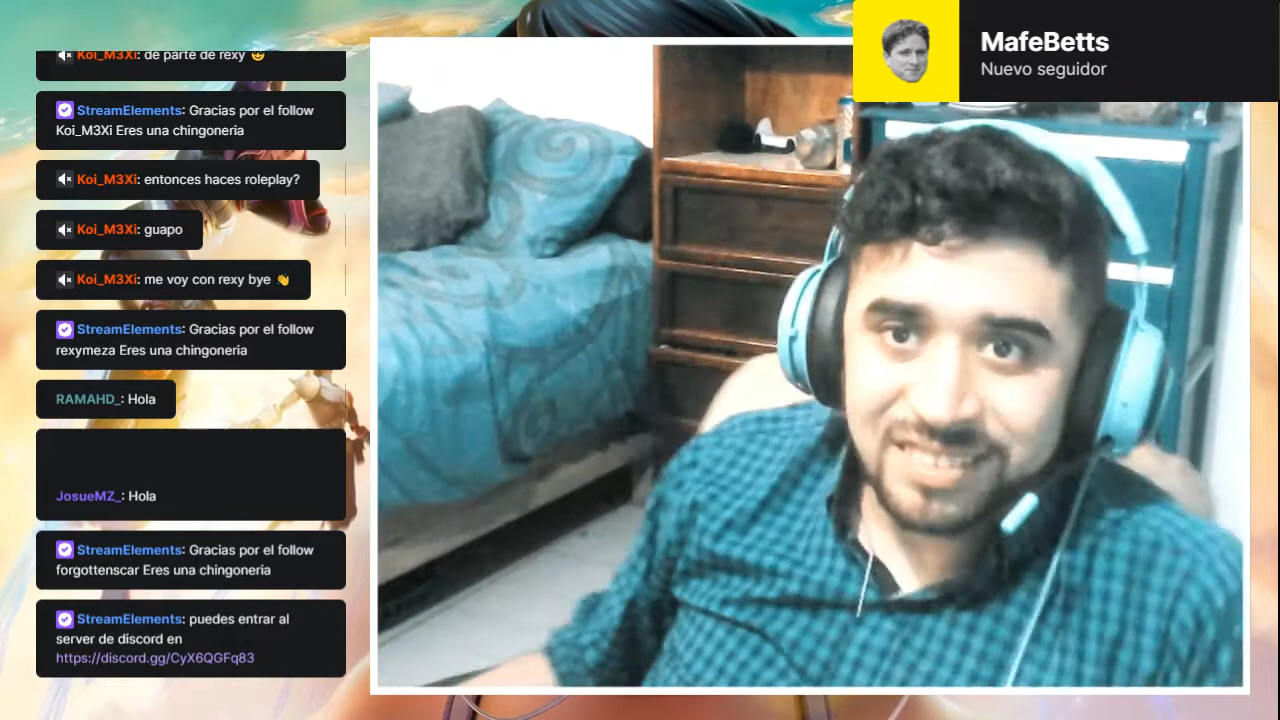 Koi_M3Xi: de parte de rexy 😎
StreamElements: Gracias por el follow
Koi_M3Xi Eres una chingoneria
Koi_M3Xi: entonces haces roleplay?
Koi_M3Xi: guapo
Koi_M3Xi: me voy con rexy bye 👋
StreamElements: Gracias por el follow
rexymeza Eres una chingoneria
RAMAHD_: Hola
JosueMZ_: Hola
StreamElements: Gracias por el follow
forgottenscar Eres una chingoneria
StreamElements: puedes entrar al
server de discord en
https://discord.gg/CyX6QGFq83
MafeBetts
Nuevo seguidor